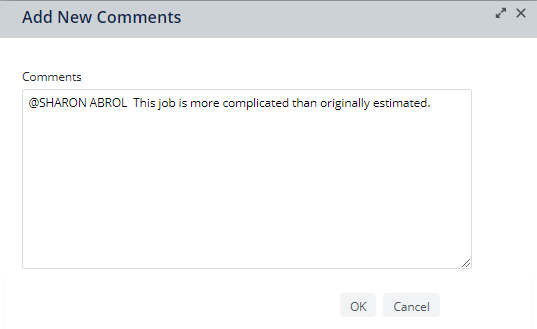 Add New Comments
Comments
@SHARON ABROL  This job is more complicated than originally estimated.
OK Cancel